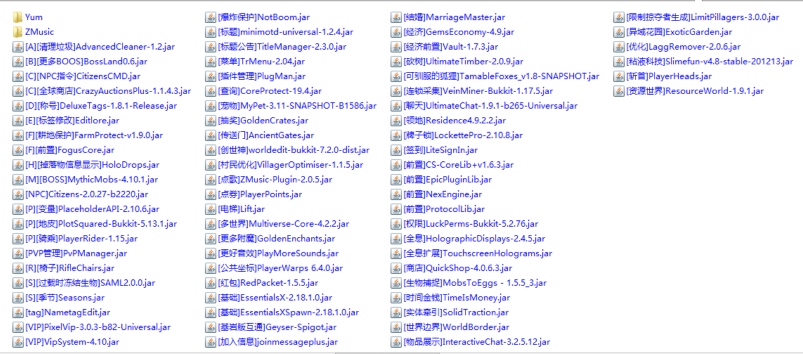 Yum
ZMusic
[A][清理垃圾]AdvancedCleaner-1.2.jar
[B][更多BOOS]BossLand0.6.jar
[C][NPC指令]CitizensCMD.jar
[C][全球商店]CrazyAuctionsPlus-1.1.4.3.jar
[D][称号]DeluxeTags-1.8.1-Release.jar
[E][标签修改]Editlore.jar
[F][耕地保护]FarmProtect-v1.9.0.jar
[F][前置]FogusCore.jar
[H][掉落物信息显示]HoloDrops.jar
[M][BOSS]MythicMobs-4.10.1.jar
[NPC]Citizens-2.0.27-b2220.jar
[P][变量]PlaceholderAPI-2.10.6.jar
[P][地皮]PlotSquared-Bukkit-5.13.1.jar
[P][骑乘]PlayerRider-1.15.jar
[PVP管理]PvPManager.jar
[R][椅子]RifleChairs.jar
[S][过载时冻结生物]SAML2.0.0.jar
[S][季节]Seasons.jar
[tag]NametagEdit.jar
[VIP]PixelVip-3.0.3-b82-Universal.jar
[VIP]VipSystem-4.10.jar
[爆炸保护]NotBoom.jar
[标题]minimotd-universal-1.2.4.jar
[标题公告]TitleManager-2.3.0.jar
[菜单]TrMenu-2.04.jar
[插件管理]PlugMan.jar
[查询]CoreProtect-19.4.jar
[宠物]MyPet-3.11-SNAPSHOT-B1586.jar
[抽奖]GoldenCrates.jar
[传送门]AncientGates.jar
[创世神]worldedit-bukkit-7.2.0-dist.jar
[村民优化]VillagerOptimiser-1.1.5.jar
[点歌]ZMusic-Plugin-2.0.5.jar
[点券]PlayerPoints.jar
[电梯]Lift.jar
[多世界]Multiverse-Core-4.2.2.jar
[更多附魔]GoldenEnchants.jar
[更好音效]PlayMoreSounds.jar
[公共坐标]PlayerWarps 6.4.0.jar
[红包]RedPacket-1.5.5.jar
[基础]EssentialsX-2.18.1.0.jar
[基础]EssentialsXSpawn-2.18.1.0.jar
[基岩版互通]Geyser-Spigot.jar
[加入信息]joinmessageplus.jar
[结婚]MarriageMaster.jar
[经济]GemsEconomy-4.9.jar
[经济前置]Vault-1.7.3.jar
[砍树]UltimateTimber-2.0.9.jar
[可驯服的狐狸]TamableFoxes_v1.8-SNAPSHOT.jar
[连锁采集]VeinMiner-Bukkit-1.17.5.jar
[聊天]UltimateChat-1.9.1-b265-Universal.jar
[领地]Residence4.9.2.2.jar
[牌子锁]LockettePro-2.10.8.jar
[签到]LiteSignIn.jar
[前置]CS-CoreLib+v1.6.3.jar
[前置]EpicPluginLib.jar
[前置]NexEngine.jar
[前置]ProtocolLib.jar
[权限]LuckPerms-Bukkit-5.2.76.jar
[全息]HolographicDisplays-2.4.5.jar
[全息扩展]TouchscreenHolograms.jar
[商店]QuickShop-4.0.6.3.jar
[生物捕捉]MobsToEggs - 1.5.5_3.jar
[时间金钱]TimeIsMoney.jar
[实体牵引]SolidTraction.jar
[世界边界]WorldBorder.jar
[物品展示]InteractiveChat-3.2.5.12.jar
[限制掠夺者生成]LimitPillagers-3.0.0.jar
[异域花园]ExoticGarden.jar
[优化]LaggRemover-2.0.6.jar
[粘液科技]Slimefun-v4.8-stable-201213.jar
[斩首]PlayerHeads.jar
[资源世界]ResourceWorld-1.9.1.jar